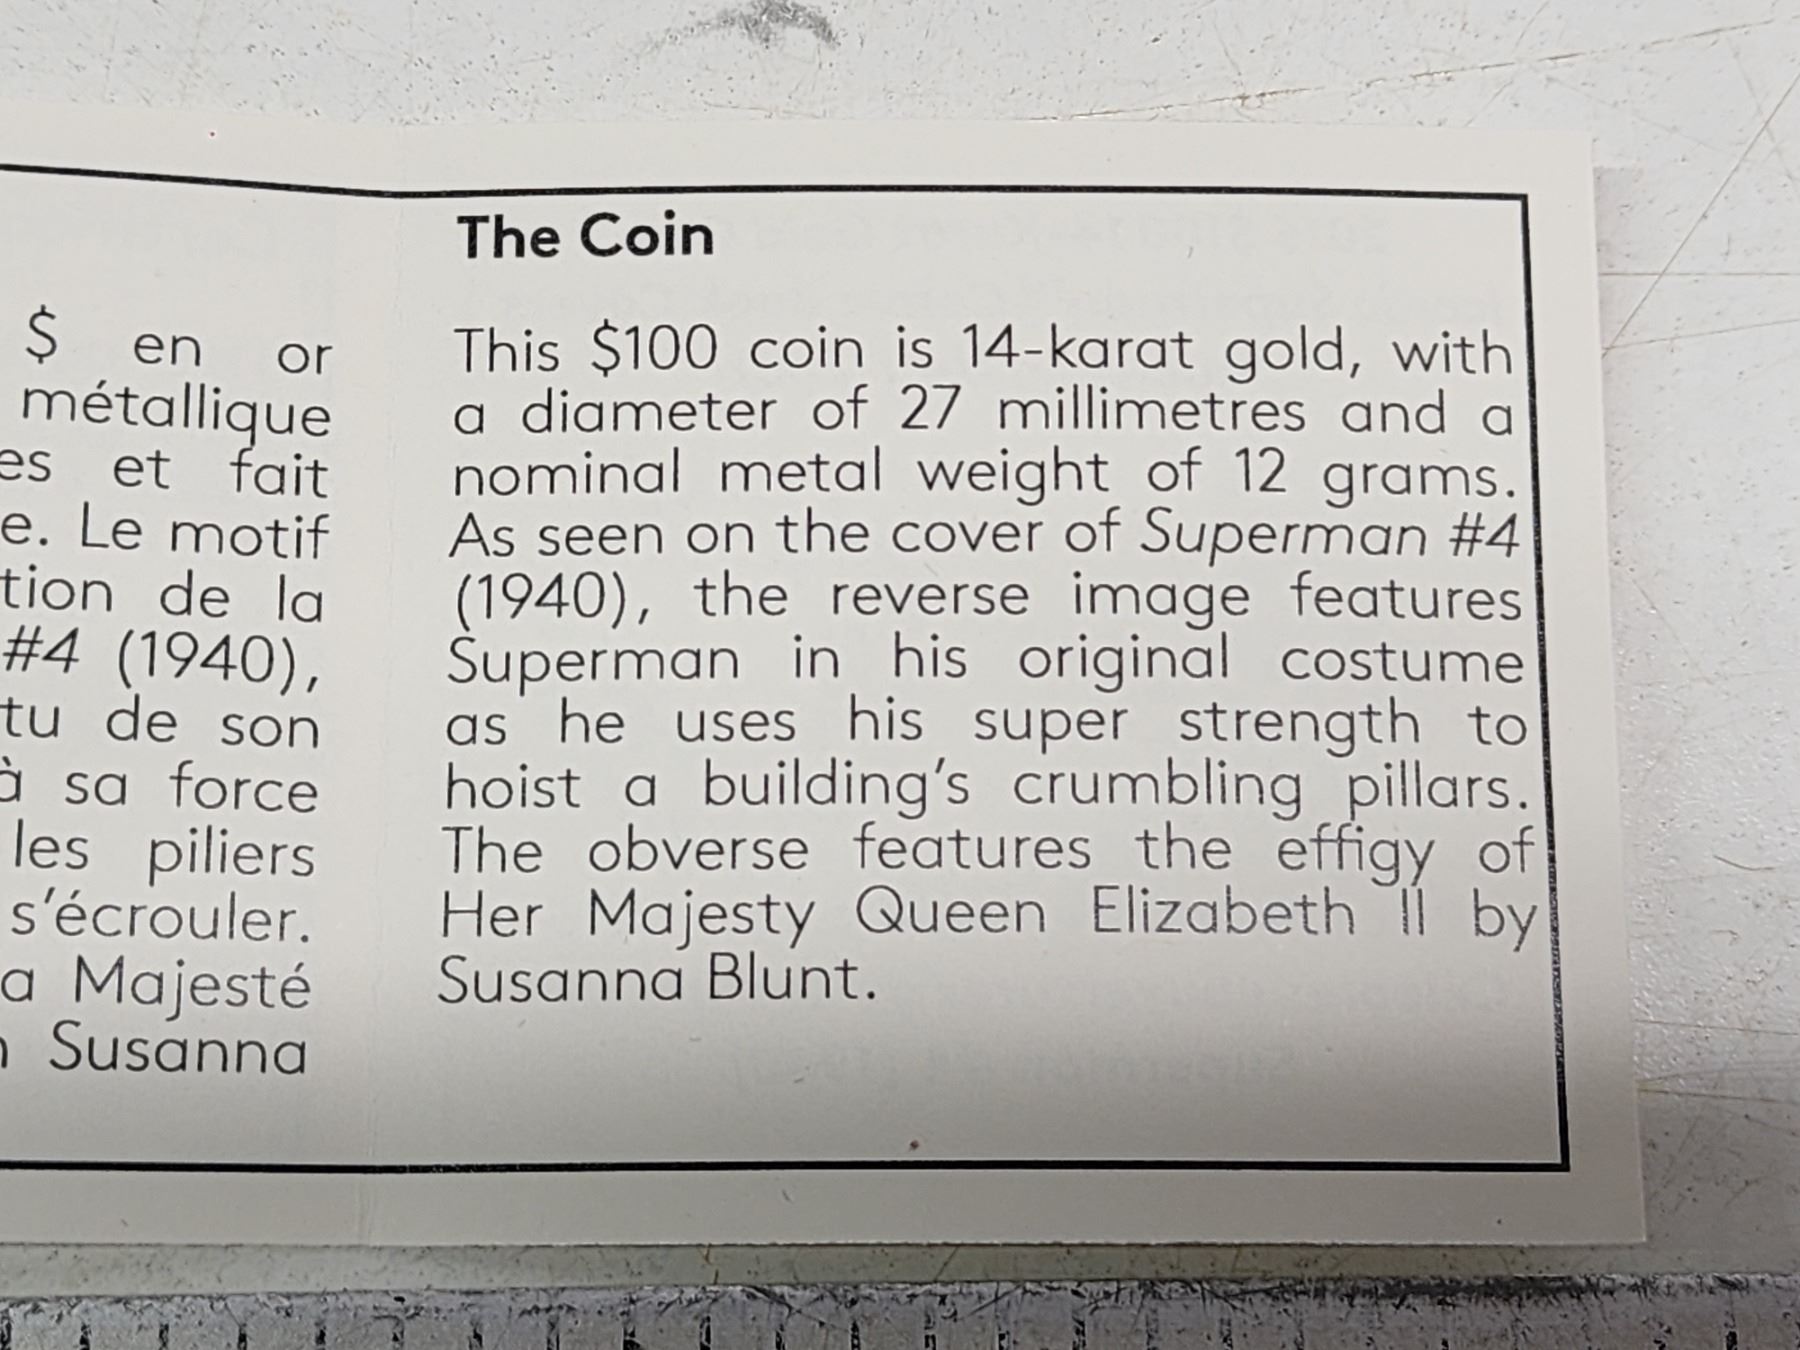 $ en or
métallique
es et fait
e. Le motif
tion de la
#4 (1940),
tu de son
à sa force
les piliers
s'écrouler.
a Majesté
Susanna
The Coin
This $100 coin is 14-karat gold, with
a diameter of 27 millimetres and a
nominal metal weight of 12 grams.
As seen on the cover of Superman #4
(1940), the reverse image features
Superman in his original costume
as he uses his super strength to
hoist a building's crumbling pillars.
The obverse features the effigy of
Her Majesty Queen Elizabeth II by
Susanna Blunt.